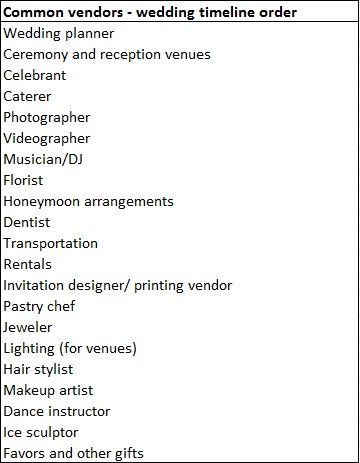 Common vendors - wedding timeline order
Wedding planner
Ceremony and reception venues
Celebrant
Caterer
Photographer
Videographer
Musician/DJ
Florist
Honeymoon arrangements
Dentist
Transportation
Rentals
Invitation designer/ printing vendor
Pastry chef
Jeweler
Lighting (for venues)
Hair stylist
Makeup artist
Dance instructor
Ice sculptor
Favors and other gifts